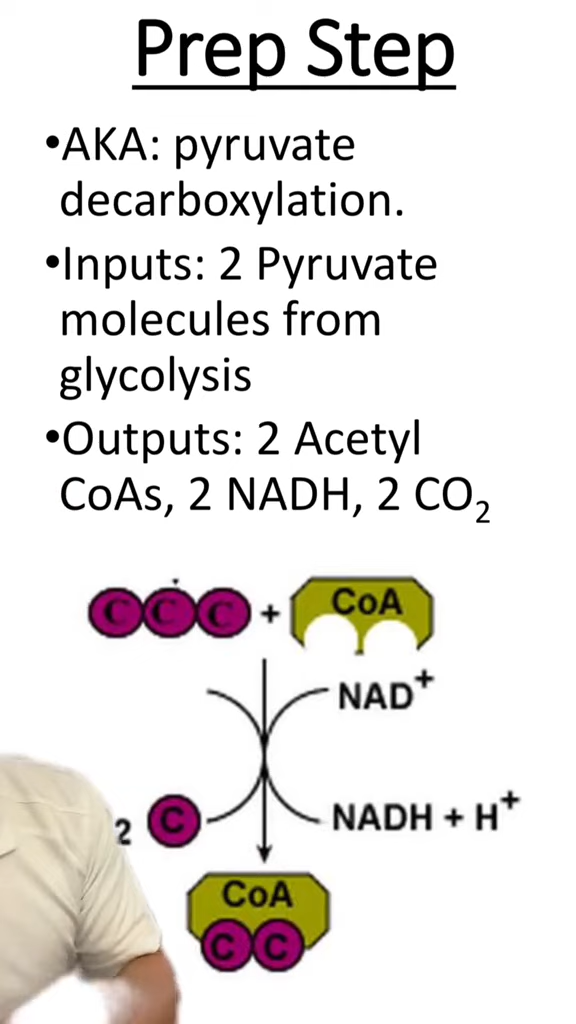 Prep Step
•AKA: pyruvate
decarboxylation.
•Inputs: 2 Pyruvate
molecules from
glycolysis
•Outputs: 2 Acetyl
CoAs, 2 NADH, 2 CO₂
C C C + CoA
NAD⁺
2 C NADH + H⁺
CoA
C C